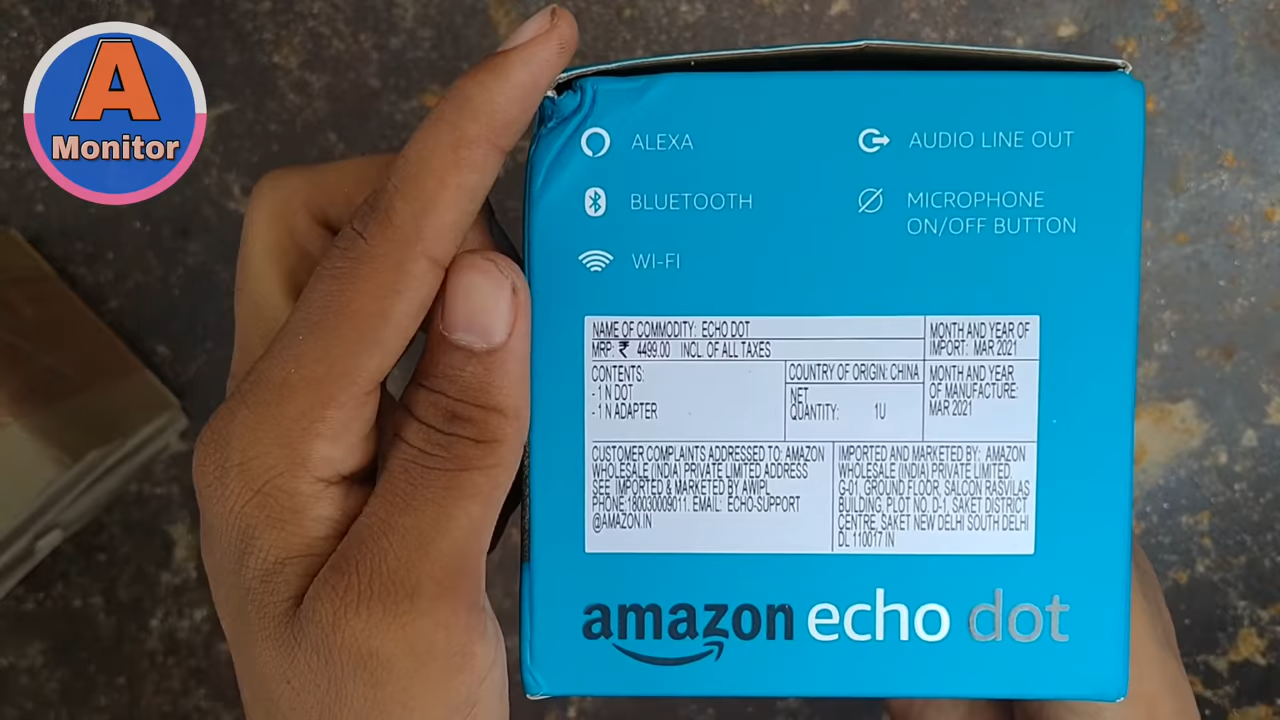 A
Monitor
ALEXA
AUDIO LINE OUT
BLUETOOTH
MICROPHONE
ON/OFF BUTTON
WI-FI
NAME OF COMMODITY: ECHO DOT
MRP: ₹ 4499.00 INCL. OF ALL TAXES
MONTH AND YEAR OF
IMPORT: MAR 2021
CONTENTS:
- 1 N DOT
- 1 N ADAPTER
COUNTRY OF ORIGIN: CHINA
NET
QUANTITY: 1U
MONTH AND YEAR
OF MANUFACTURE:
MAR 2021
CUSTOMER COMPLAINTS ADDRESSED TO: AMAZON
WHOLESALE (INDIA) PRIVATE LIMITED ADDRESS
SEE, IMPORTED & MARKETED BY AWIPL
PHONE:180030009011. EMAIL: ECHO-SUPPORT
@AMAZON.IN
IMPORTED AND MARKETED BY: AMAZON
WHOLESALE (INDIA) PRIVATE LIMITED.
G-01, GROUND FLOOR, SALCON RASVILAS
BUILDING, PLOT NO. D-1, SAKET DISTRICT
CENTRE, SAKET NEW DELHI SOUTH DELHI
DL 110017 IN
amazon echo dot